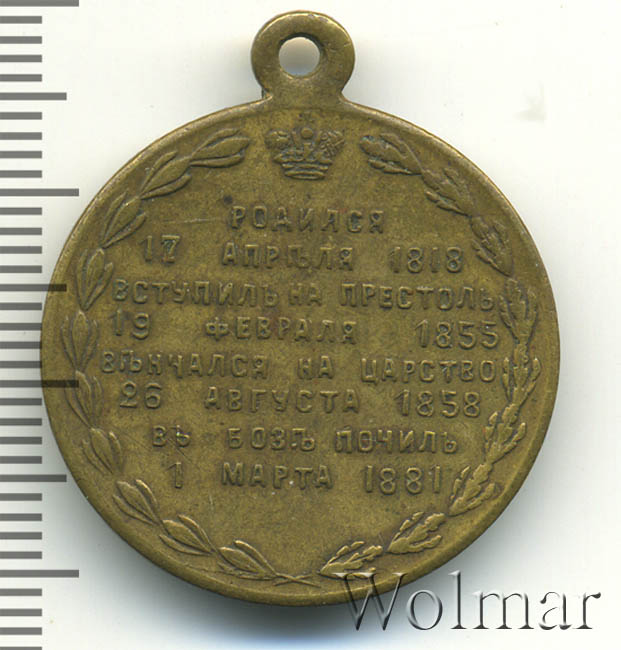 РОДИЛСЯ
17 АПРѢЛЯ 1818
ВСТУПИЛЪ НА ПРЕСТОЛЪ
19 ФЕВРАЛЯ 1855
ВѢНЧАЛСЯ НА ЦАРСТВО
26 АВГУСТА 1858
ВЪ БОЗѢ ПОЧИЛЪ
1 МАРТА 1881
Wolmar